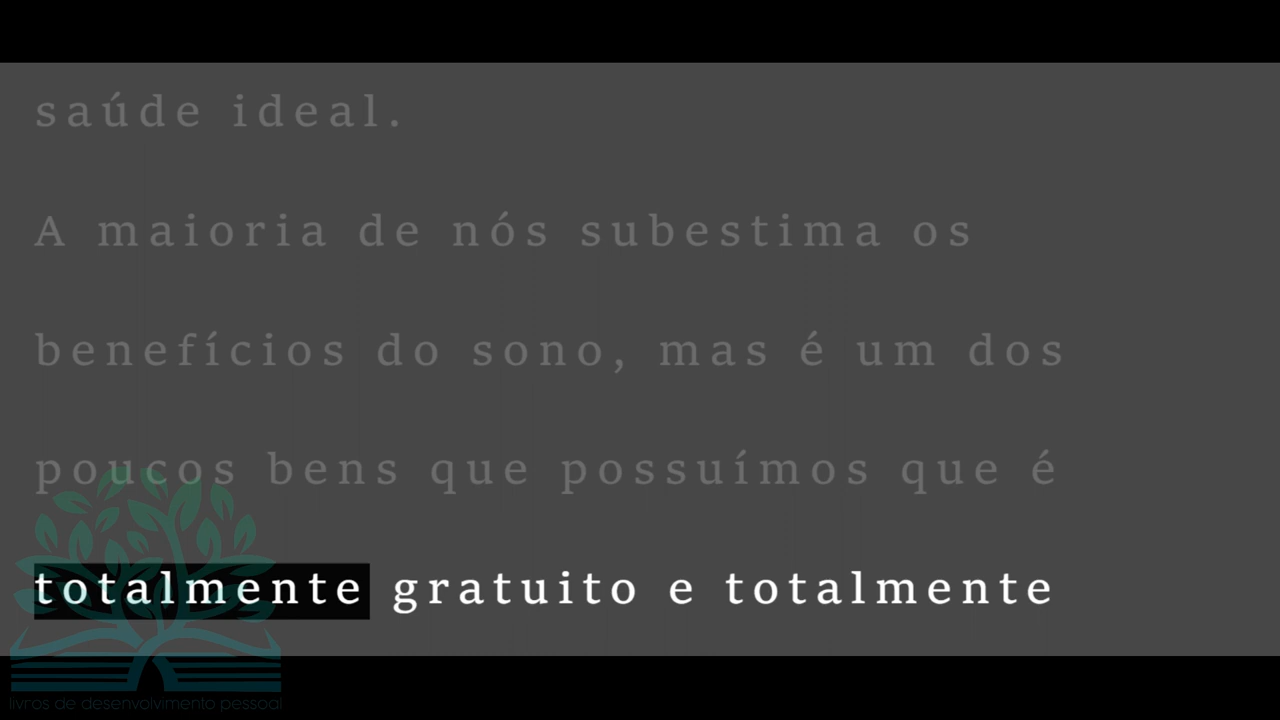 saúde ideal.
A maioria de nós subestima os
benefícios do sono, mas é um dos
poucos bens que possuímos que é
totalmente gratuito e totalmente
livros de desenvolvimento pessoal